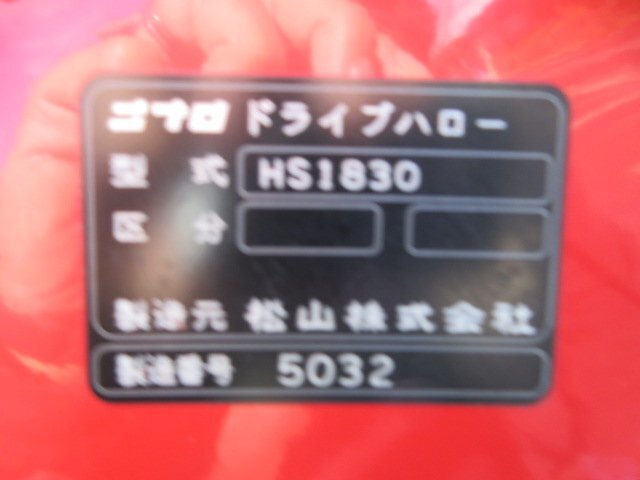 ニプロ ドライブハロー
型式 HS1830
区分
製造元 松山株式会社
製造番号 5032